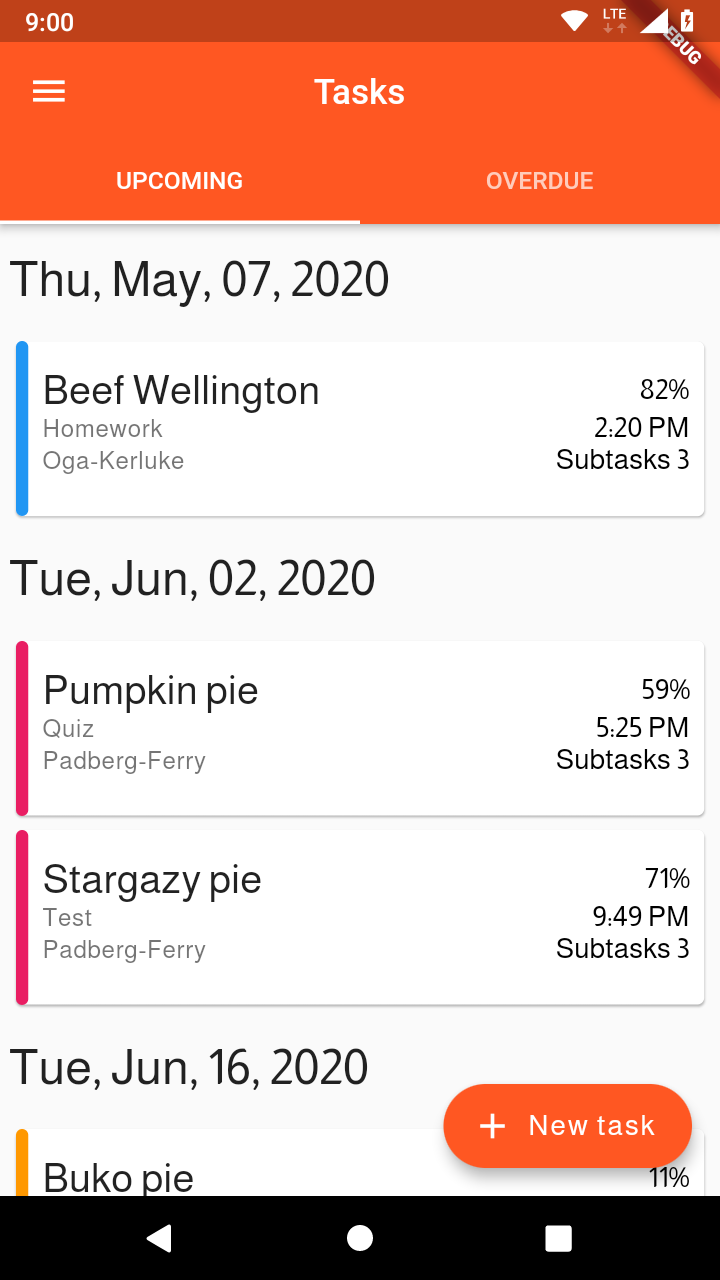 9:00
LTE
EBUG
Tasks
UPCOMING
OVERDUE
Thu, May, 07, 2020
Beef Wellington
82%
Homework
2:20 PM
Oga-Kerluke
Subtasks 3
Tue, Jun, 02, 2020
Pumpkin pie
59%
Quiz
5:25 PM
Padberg-Ferry
Subtasks 3
Stargazy pie
71%
Test
9:49 PM
Padberg-Ferry
Subtasks 3
Tue, Jun, 16, 2020
New task
Buko pie
11%